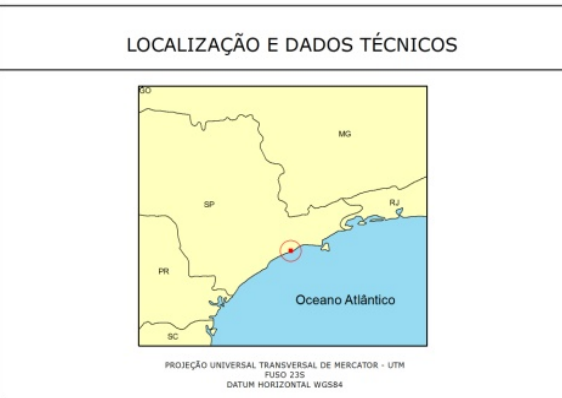 LOCALIZAÇÃO E DADOS TÉCNICOS
GO
MG
SP
RJ
PR
Oceano Atlântico
SC
PROJEÇÃO UNIVERSAL TRANSVERSAL DE MERCATOR - UTM
FUSO 23S
DATUM HORIZONTAL WGS84